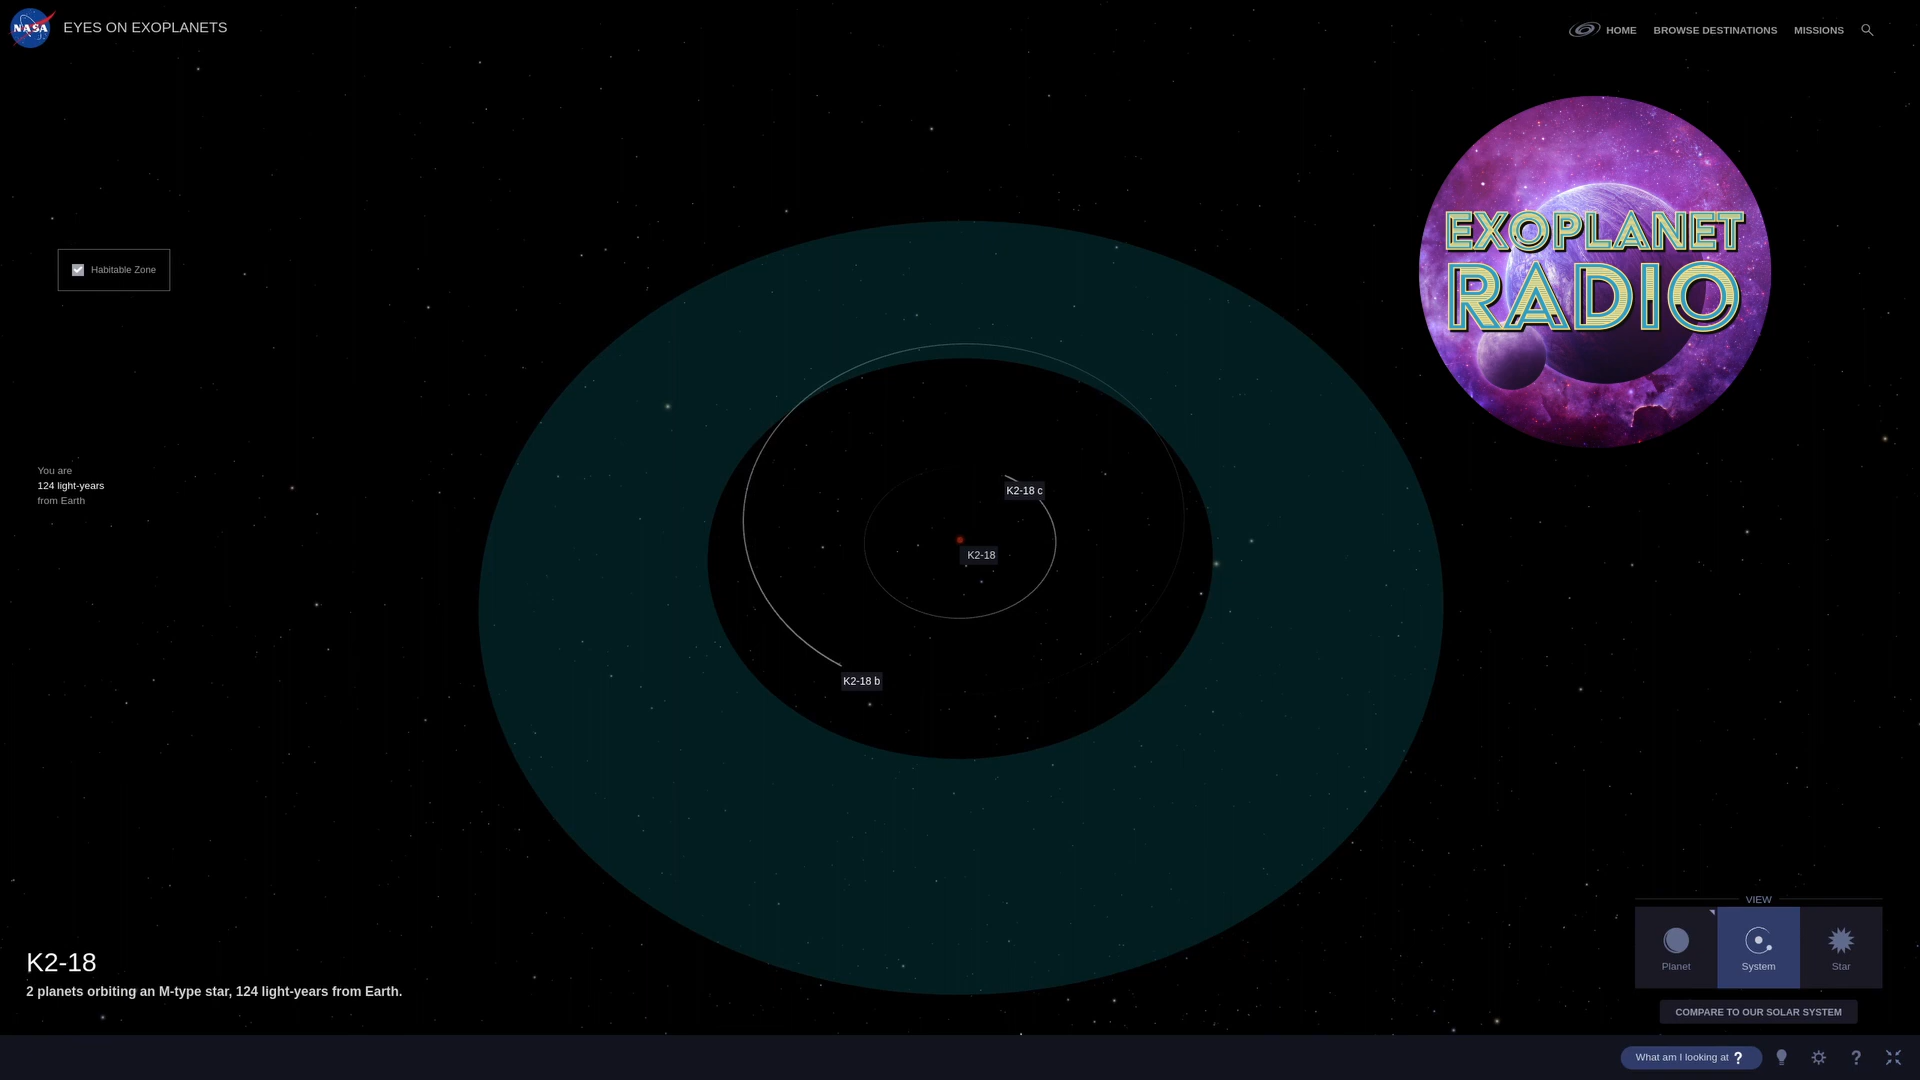 NASA
EYES ON EXOPLANETS
HOME
BROWSE DESTINATIONS
MISSIONS
EXOPLANET
RADIO
Habitable Zone
You are
124 light-years
from Earth
K2-18 c
K2-18
K2-18 b
K2-18
2 planets orbiting an M-type star, 124 light-years from Earth.
VIEW
Planet
System
Star
COMPARE TO OUR SOLAR SYSTEM
What am I looking at ?
?